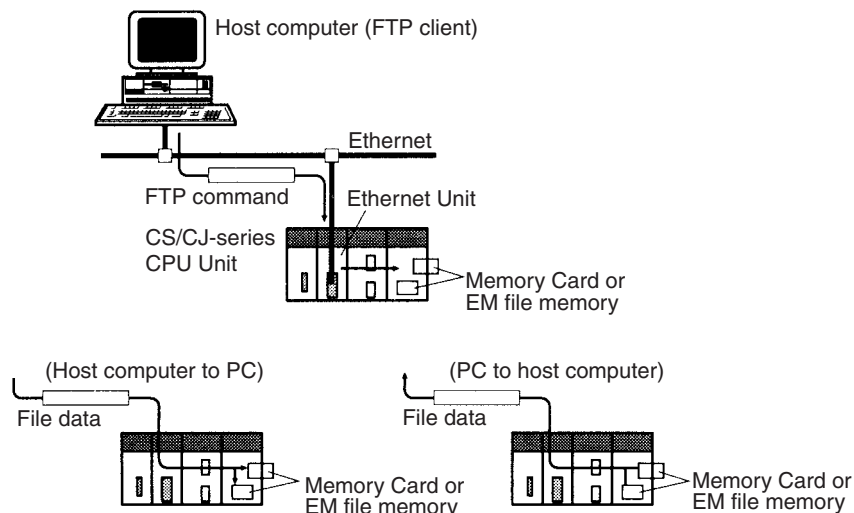 Host computer (FTP client)
Ethernet
FTP command
Ethernet Unit
CS/CJ-series
CPU Unit
Memory Card or
EM file memory
(Host computer to PC)
File data
Memory Card or
EM file memory
(PC to host computer)
File data
Memory Card or
EM file memory